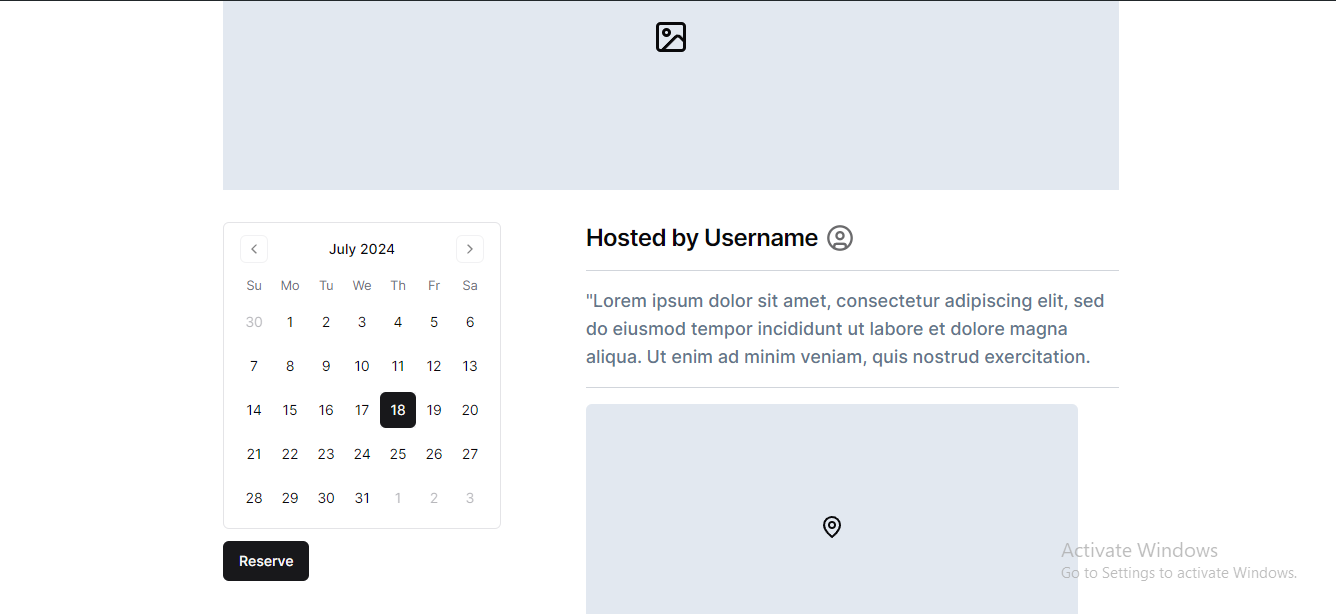 July 2024
Su Mo Tu We Th Fr Sa
30 1 2 3 4 5 6
7 8 9 10 11 12 13
14 15 16 17 18 19 20
21 22 23 24 25 26 27
28 29 30 31 1 2 3
Reserve
Hosted by Username
"Lorem ipsum dolor sit amet, consectetur adipiscing elit, sed
do eiusmod tempor incididunt ut labore et dolore magna
aliqua. Ut enim ad minim veniam, quis nostrud exercitation.
Activate Windows
Go to Settings to activate Windows.